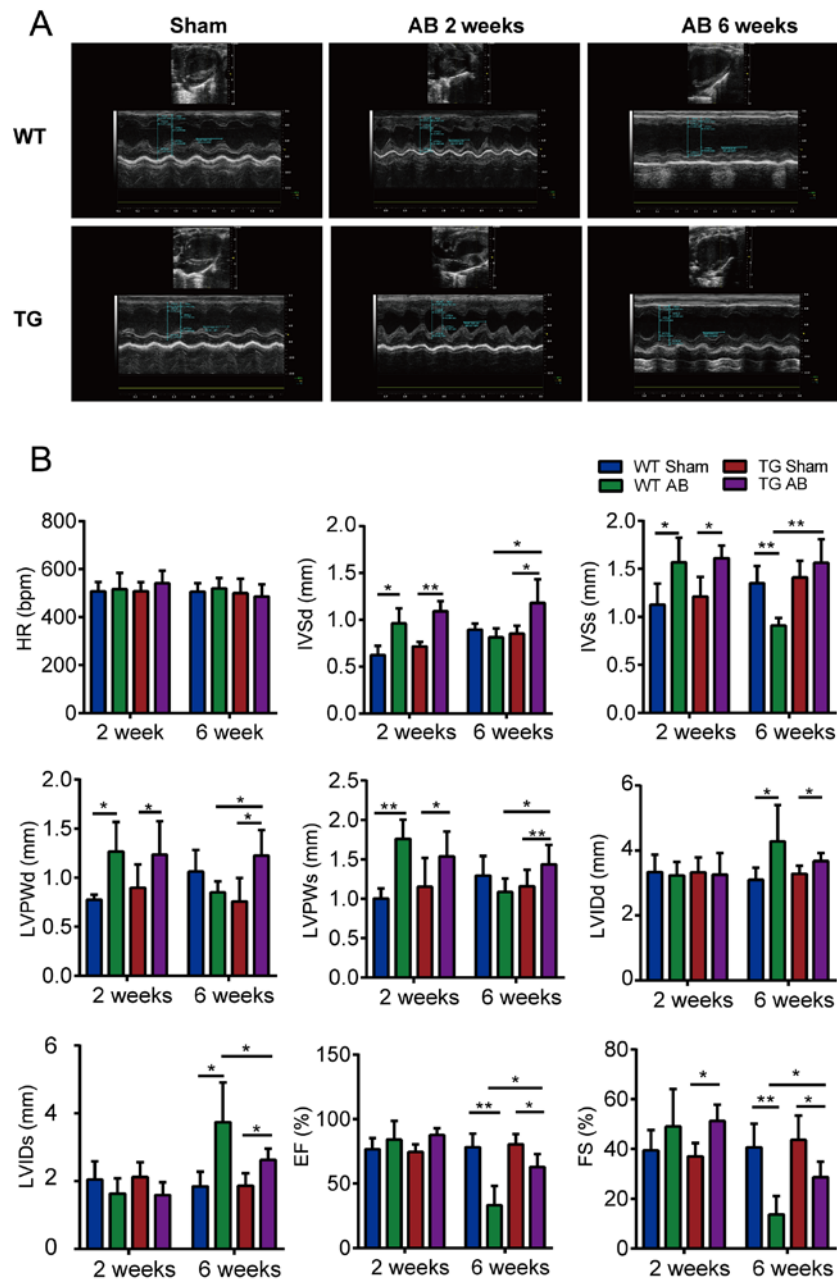 A
Sham AB 2 weeks AB 6 weeks
WT
TG
B
WT Sham TG Sham
WT AB TG AB
HR (bpm)
800
600
400
200
0
2 week 6 week
IVSd (mm)
2.0
1.5
1.0
0.5
0.0
* ** * *
2 weeks 6 weeks
IVSs (mm)
2.0
1.5
1.0
0.5
0.0
* * ** **
2 weeks 6 weeks
LVPWd (mm)
2.0
1.5
1.0
0.5
0.0
* * * *
2 weeks 6 weeks
LVPWs (mm)
2.5
2.0
1.5
1.0
0.5
0.0
** * * **
2 weeks 6 weeks
LVIDd (mm)
6
4
2
0
* *
2 weeks 6 weeks
LVIDs (mm)
6
4
2
0
* * *
2 weeks 6 weeks
EF (%)
150
100
50
0
** * *
2 weeks 6 weeks
FS (%)
80
60
40
20
0
* ** * *
2 weeks 6 weeks